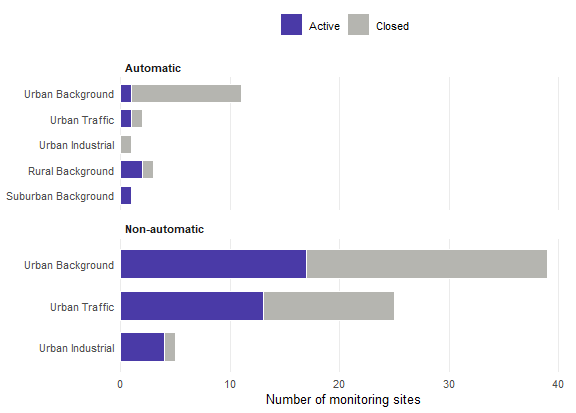 Active Closed
Automatic
Urban Background
Urban Traffic
Urban Industrial
Rural Background
Suburban Background
Non-automatic
Urban Background
Urban Traffic
Urban Industrial
0 10 20 30 40
Number of monitoring sites